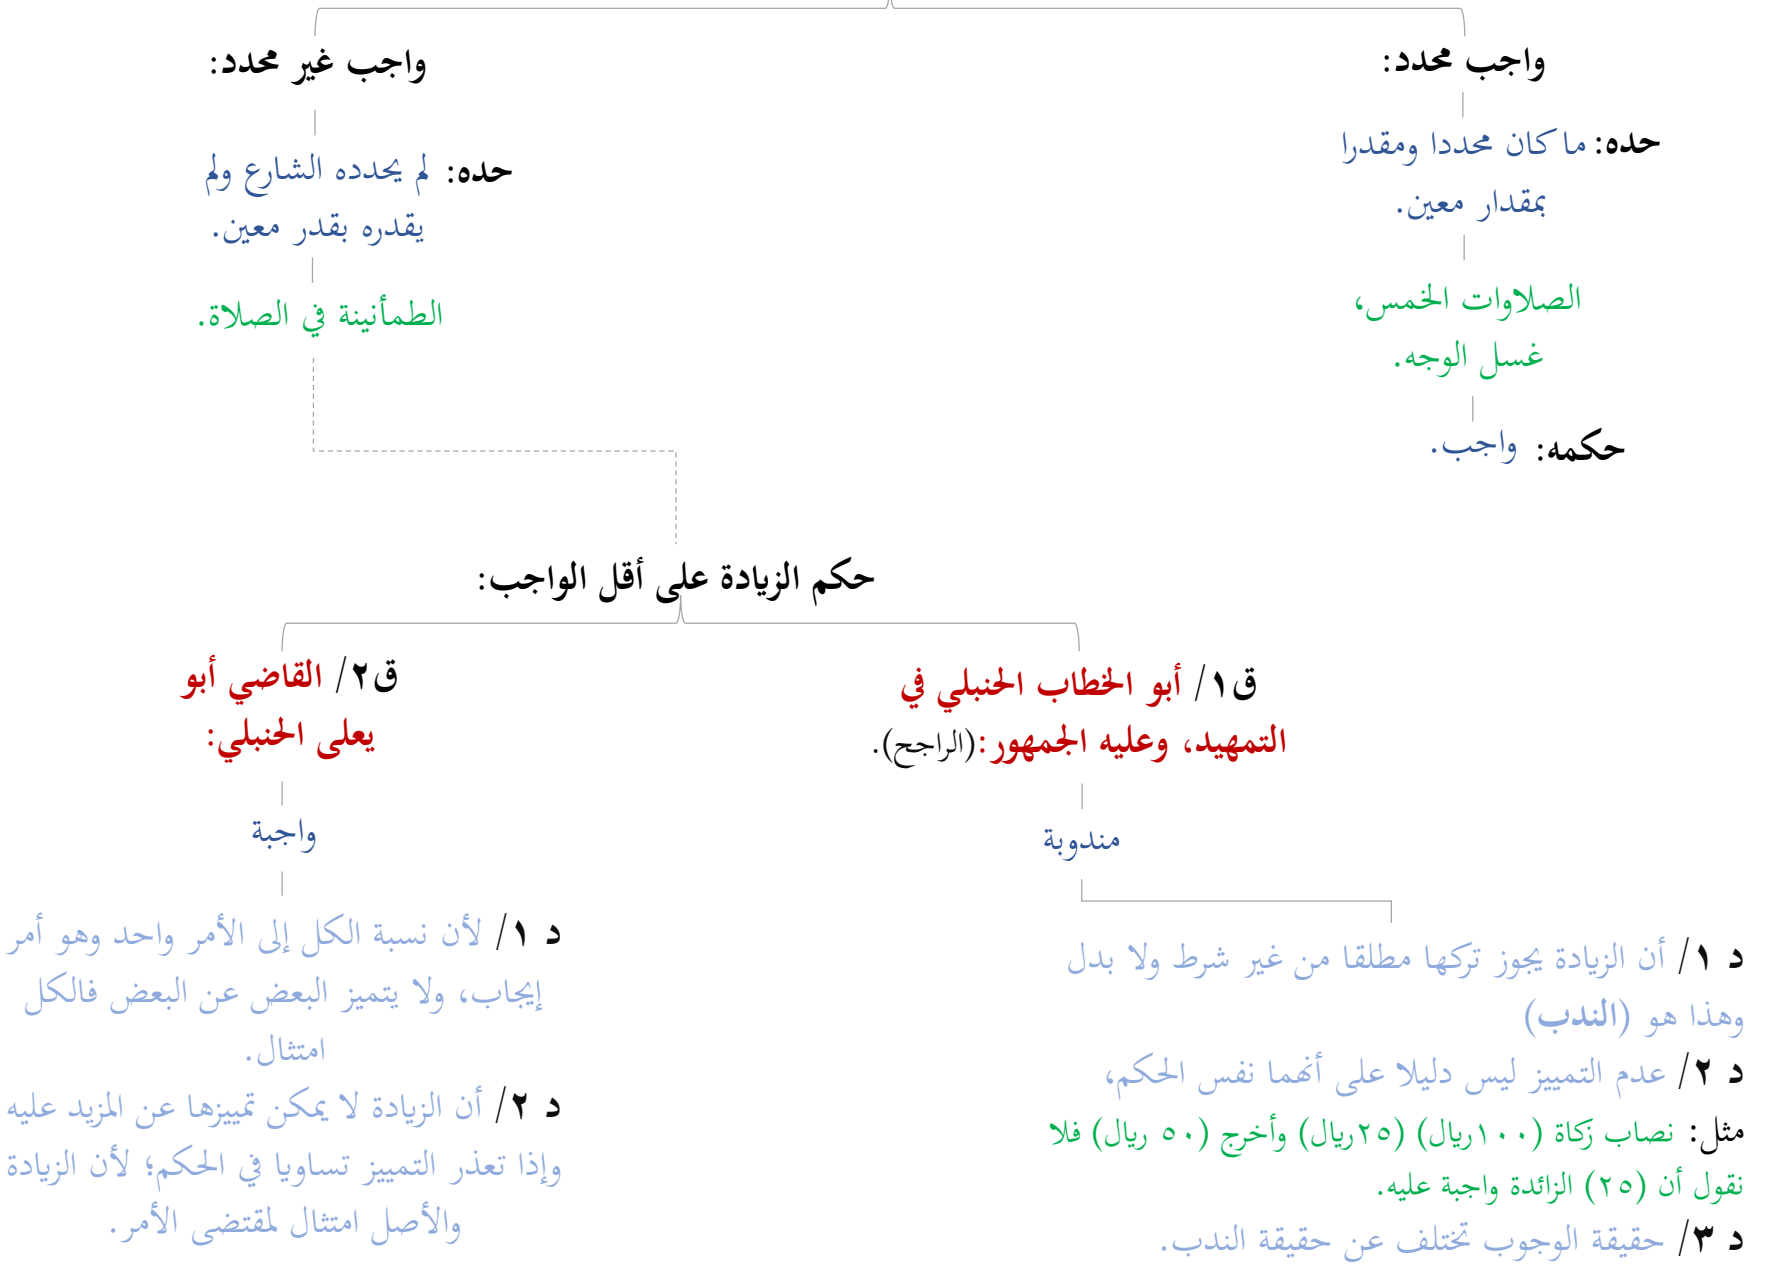 واجب محدد:
حده: ما كان محددا ومقدرا
بمقدار معين.
الصلاوات الخمس،
غسل الوجه.
حكمه: واجب.
واجب غير محدد:
حده: لم يحدده الشارع ولم
يقدره بقدر معين.
الطمأنينة في الصلاة.
حكم الزيادة على أقل الواجب:
ق١/ أبو الخطاب الحنبلي في
التمهيد، وعليه الجمهور:(الراجح).
مندوبة
د ١/ أن الزيادة يجوز تركها مطلقا من غير شرط ولا بدل
وهذا هو (الندب)
د ٢/ عدم التمييز ليس دليلا على أنهما نفس الحكم،
مثل: نصاب زكاة (١٠٠ريال) (٢٥ريال) وأخرج (٥٠ ريال) فلا
نقول أن (٢٥) الزائدة واجبة عليه.
د ٣/ حقيقة الوجوب تختلف عن حقيقة الندب.
ق٢/ القاضي أبو
يعلى الحنبلي:
واجبة
د ١/ لأن نسبة الكل إلى الأمر واحد وهو أمر
إيجاب، ولا يتميز البعض عن البعض فالكل
امتثال.
د ٢/ أن الزيادة لا يمكن تمييزها عن المزيد عليه
وإذا تعذر التمييز تساويا في الحكم؛ لأن الزيادة
والأصل امتثال لمقتضى الأمر.